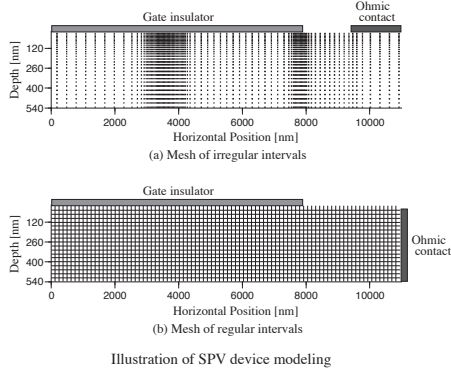 Ohmic
contact
Gate insulator
Depth [nm]
120
260
400
540
0 2000 4000 6000 8000 10000
Horizontal Position [nm]
(a) Mesh of irregular intervals
Gate insulator
Depth [nm]
120
260
400
540
Ohmic
contact
0 2000 4000 6000 8000 10000
Horizontal Position [nm]
(b) Mesh of regular intervals
Illustration of SPV device modeling